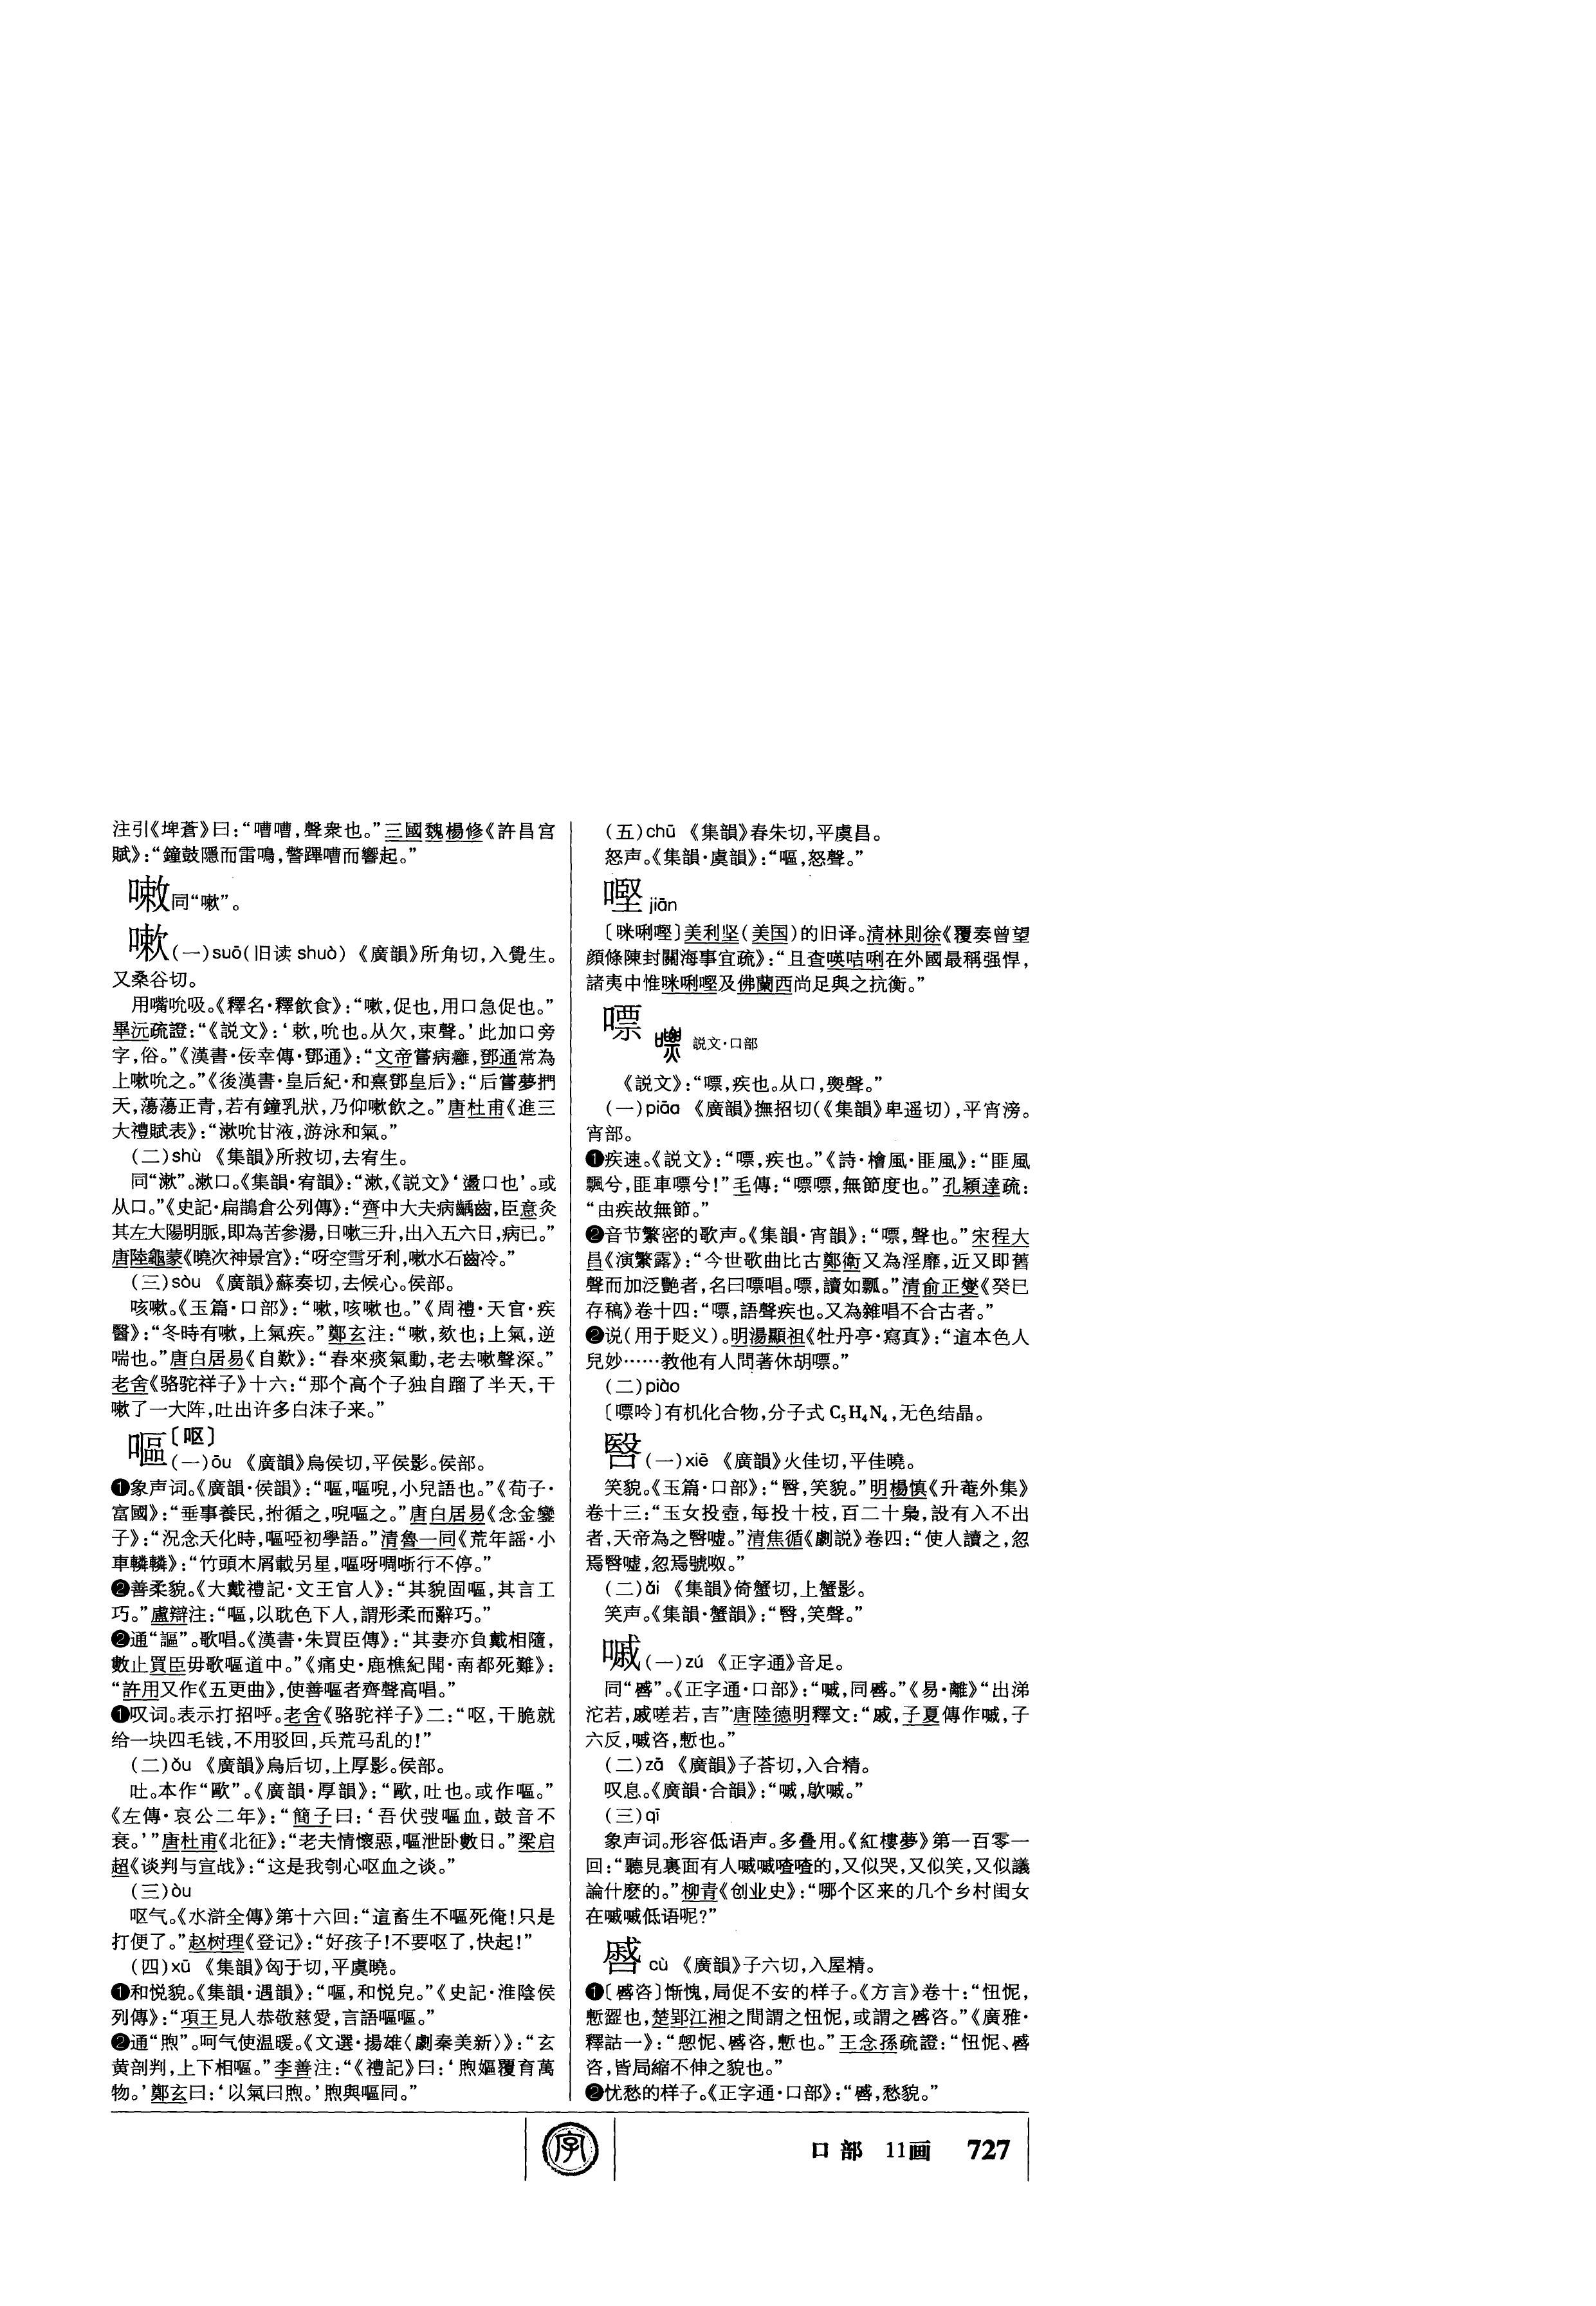 注引《埤蒼》曰：“嘈嘈，聲衆也。”三國魏楊修《許昌宫
賦》：“鐘鼓隱而雷鳴，警蹕嘈而響起。”
嗷同“嗽”。
嗽(一)suō(旧读shuò) 《廣韻》所角切，入覺生。
又桑谷切。
用嘴吮吸。《釋名·釋飲食》：“嗽，促也，用口急促也。”
畢沅疏證：“《説文》：‘欶，吮也。从欠，束聲。’此加口旁
字，俗。”《漢書·佞幸傳·鄧通》：“文帝嘗病癰，鄧通常為
上嗽吮之。”《後漢書·皇后紀·和熹鄧皇后》：“后嘗夢捫
天，蕩蕩正青，若有鐘乳狀，乃仰嗽飲之。”唐杜甫《進三
大禮賦表》：“漱吮甘液，游泳和氣。”
(二)shù 《集韻》所救切，去宥生。
同“漱”。漱口。《集韻·宥韻》：“漱，《説文》‘盪口也’。或
从口。”《史記·扁鵲倉公列傳》：“齊中大夫病齲齒，臣意灸
其左大陽明脈，即為苦參湯，日嗽三升，出入五六日，病已。”
唐陸龜蒙《曉次神景宫》：“呀空雪牙利，嗽水石齒冷。”
(三)sòu 《廣韻》蘇奏切，去候心。侯部。
咳嗽。《玉篇·口部》：“嗽，咳嗽也。”《周禮·天官·疾
醫》：“冬時有嗽，上氣疾。”鄭玄注：“嗽，欬也；上氣，逆
喘也。”唐白居易《自歎》：“春來痰氣動，老去嗽聲深。”
老舍《骆驼祥子》十六：“那个高个子独自蹓了半天，干
嗽了一大阵，吐出许多白沫子来。”
嘔〔呕〕
(一)ōu 《廣韻》烏侯切，平侯影。侯部。
❶象声词。《廣韻·侯韻》：“嘔，嘔唲，小兒語也。”《荀子·
富國》：“垂事養民，拊循之，唲嘔之。”唐白居易《念金鑾
子》：“況念夭化時，嘔啞初學語。”清魯一同《荒年謡·小
車轔轔》：“竹頭木屑載另星，嘔呀啁哳行不停。”
❷善柔貌。《大戴禮記·文王官人》：“其貌固嘔，其言工
巧。”盧辯注：“嘔，以耽色下人，謂形柔而辭巧。”
❷通“謳”。歌唱。《漢書·朱買臣傳》：“其妻亦負戴相隨，
數止買臣毋歌嘔道中。”《痛史·鹿樵紀聞·南都死難》：
“許用又作《五更曲》，使善嘔者齊聲高唱。”
❶叹词。表示打招呼。老舍《骆驼祥子》二：“呕，干脆就
给一块四毛钱，不用驳回，兵荒马乱的！”
(二)ǒu 《廣韻》烏后切，上厚影。侯部。
吐。本作“歐”。《廣韻·厚韻》：“歐，吐也。或作嘔。”
《左傳·哀公二年》：“簡子曰：‘吾伏弢嘔血，鼓音不
衰。’”唐杜甫《北征》：“老夫情懷惡，嘔泄卧數日。”梁启
超《谈判与宣战》：“这是我刳心呕血之谈。”
(三)òu
呕气。《水滸全傳》第十六回：“這畜生不嘔死俺！只是
打便了。”赵树理《登记》：“好孩子！不要呕了，快起！”
(四)xū 《集韻》匈于切，平虞曉。
❶和悦貌。《集韻·遇韻》：“嘔，和悦皃。”《史記·淮陰侯
列傳》：“項王見人恭敬慈愛，言語嘔嘔。”
❷通“煦”。呵气使温暖。《文選·揚雄〈劇秦美新〉》：“玄
黄剖判，上下相嘔。”李善注：“《禮記》曰：‘煦嫗覆育萬
物。’鄭玄曰：‘以氣曰煦。’煦與嘔同。”
(五)chū 《集韻》春朱切，平虞昌。
怒声。《集韻·虞韻》：“嘔，怒聲。”
㗴 jiān
〔咪唎㗴〕美利坚(美国)的旧译。清林則徐《覆奏曾望
顔條陳封關海事宜疏》：“且查𠸄咭唎在外國最稱强悍，
諸夷中惟咪唎㗴及佛蘭西尚足與之抗衡。”
嘌 説文·口部
《説文》：“嘌，疾也。从口，㶾聲。”
(一)piāo 《廣韻》撫招切(《集韻》卑遥切)，平宵滂。
宵部。
❶疾速。《説文》：“嘌，疾也。”《詩·檜風·匪風》：“匪風
飄兮，匪車嘌兮！”毛傳：“嘌嘌，無節度也。”孔穎達疏：
“由疾故無節。”
❷音节繁密的歌声。《集韻·宵韻》：“嘌，聲也。”宋程大
昌《演繁露》：“今世歌曲比古鄭衛又為淫靡，近又即舊
聲而加泛艷者，名曰嘌唱。嘌，讀如瓢。”清俞正燮《癸巳
存稿》卷十四：“嘌，語聲疾也。又為雜唱不合古者。”
❷说(用于贬义)。明湯顯祖《牡丹亭·寫真》：“這本色人
兒妙……教他有人問著休胡嘌。”
(二)piào
〔嘌呤〕有机化合物，分子式C₅H₄N₄，无色结晶。
㗨(一)xiē 《廣韻》火佳切，平佳曉。
笑貌。《玉篇·口部》：“㗨，笑貌。”明楊慎《升菴外集》
卷十三：“玉女投壺，每投十枝，百二十梟，設有入不出
者，天帝為之㗨嘘。”清焦循《劇説》卷四：“使人讀之，忽
焉㗨嘘，忽焉號呶。”
(二)ǎi 《集韻》倚蟹切，上蟹影。
笑声。《集韻·蟹韻》：“㗨，笑聲。”
嘁(一)zú 《正字通》音足。
同“慼”。《正字通·口部》：“嘁，同㗤。”《易·離》“出涕
沱若，戚嗟若，吉”唐陸德明釋文：“戚，子夏傳作嘁，子
六反，嘁咨，慙也。”
(二)zā 《廣韻》子荅切，入合精。
叹息。《廣韻·合韻》：“嘁，歍嘁。”
(三)qī
象声词。形容低语声。多叠用。《紅樓夢》第一百零一
回：“聽見裏面有人嘁嘁喳喳的，又似哭，又似笑，又似議
論什麽的。”柳青《创业史》：“哪个区来的几个乡村闺女
在嘁嘁低语呢？”
㗤 cù 《廣韻》子六切，入屋精。
❶〔㗤咨〕惭愧，局促不安的样子。《方言》卷十：“忸怩，
慙歰也，楚郢江湘之間謂之忸怩，或謂之㗤咨。”《廣雅·
釋詁一》：“㥾怩、㗤咨，慙也。”王念孫疏證：“忸怩、㗤
咨，皆局縮不伸之貌也。”
❷忧愁的样子。《正字通·口部》：“㗤，愁貌。”
字
口部 11画 727